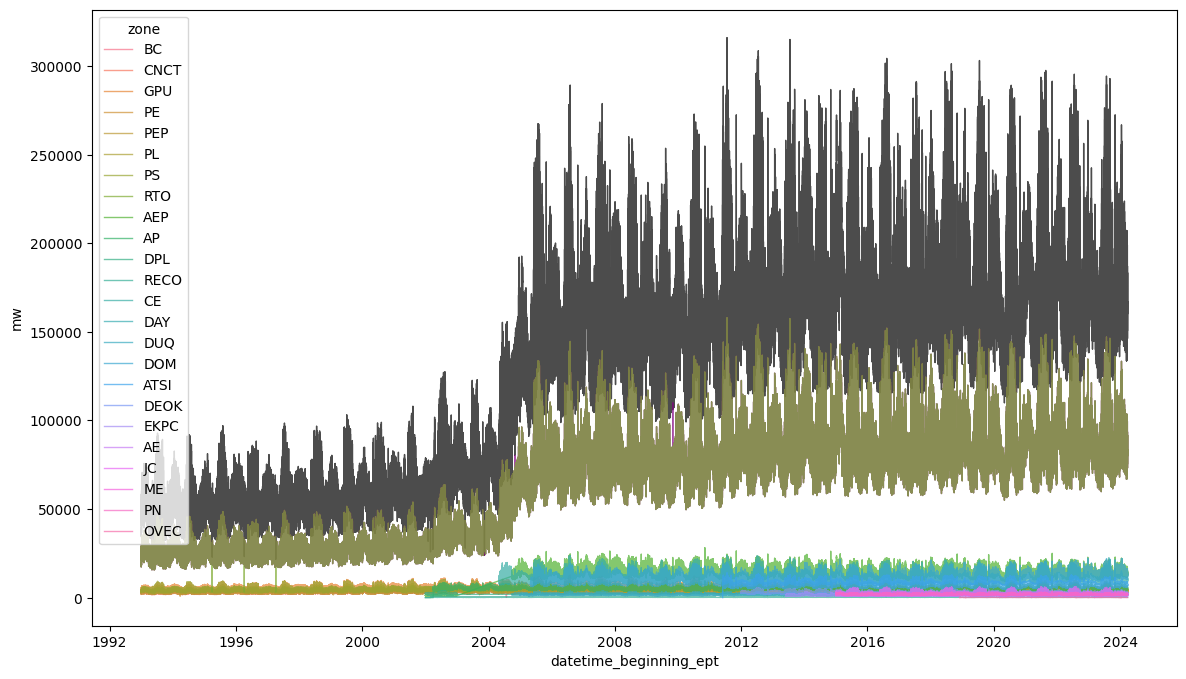 zone
BC
CNCT
GPU
PE
PEP
PL
PS
RTO
AEP
AP
DPL
RECO
CE
DAY
DUQ
DOM
ATSI
DEOK
EKPC
AE
JC
ME
PN
OVEC
300000
250000
200000
150000
100000
50000
0
mw
1992 1996 2000 2004 2008 2012 2016 2020 2024
datetime_beginning_ept